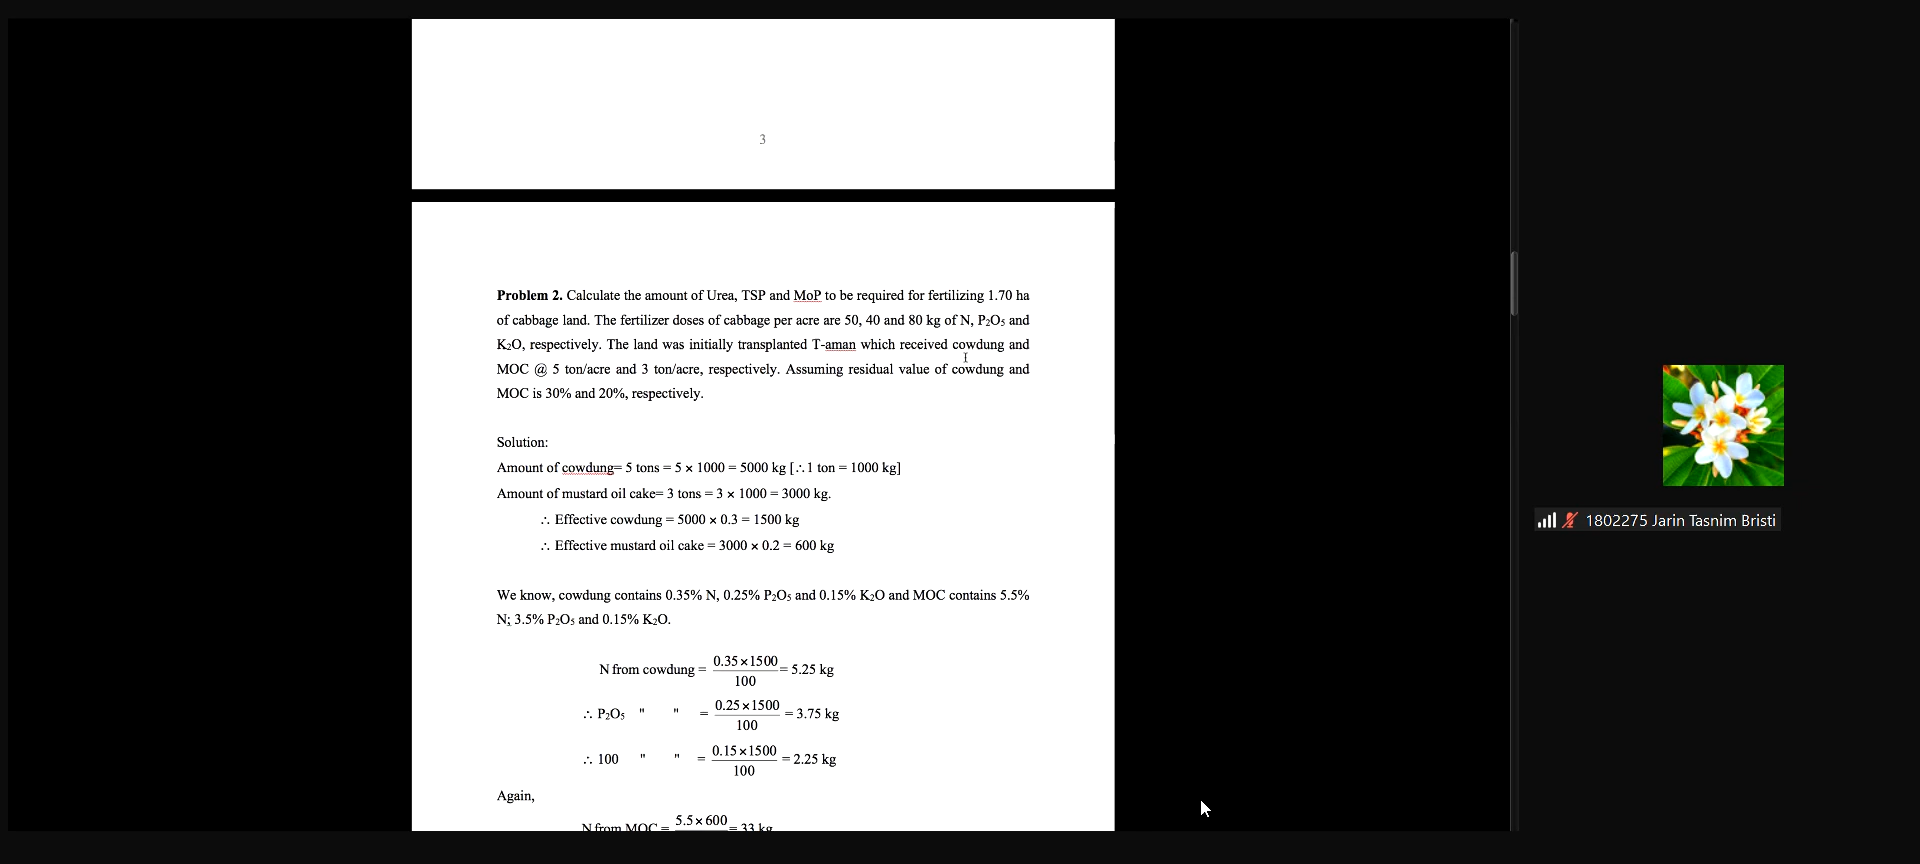 3
Problem 2. Calculate the amount of Urea, TSP and MoP to be required for fertilizing 1.70 ha
of cabbage land. The fertilizer doses of cabbage per acre are 50, 40 and 80 kg of N, P₂O₅ and
K₂O, respectively. The land was initially transplanted T-aman which received cowdung and
MOC @ 5 ton/acre and 3 ton/acre, respectively. Assuming residual value of cowdung and
MOC is 30% and 20%, respectively.
Solution:
Amount of cowdung= 5 tons = 5 × 1000 = 5000 kg [∴1 ton = 1000 kg]
Amount of mustard oil cake= 3 tons = 3 × 1000 = 3000 kg.
∴ Effective cowdung = 5000 × 0.3 = 1500 kg
∴ Effective mustard oil cake = 3000 × 0.2 = 600 kg
We know, cowdung contains 0.35% N, 0.25% P₂O₅ and 0.15% K₂O and MOC contains 5.5%
N; 3.5% P₂O₅ and 0.15% K₂O.
N from cowdung = 0.35×1500/100 = 5.25 kg
∴ P₂O₅ " " = 0.25×1500/100 = 3.75 kg
∴ 100 " " = 0.15×1500/100 = 2.25 kg
Again,
N from MOC = 5.5×600 = 33 kg
1802275 Jarin Tasnim Bristi